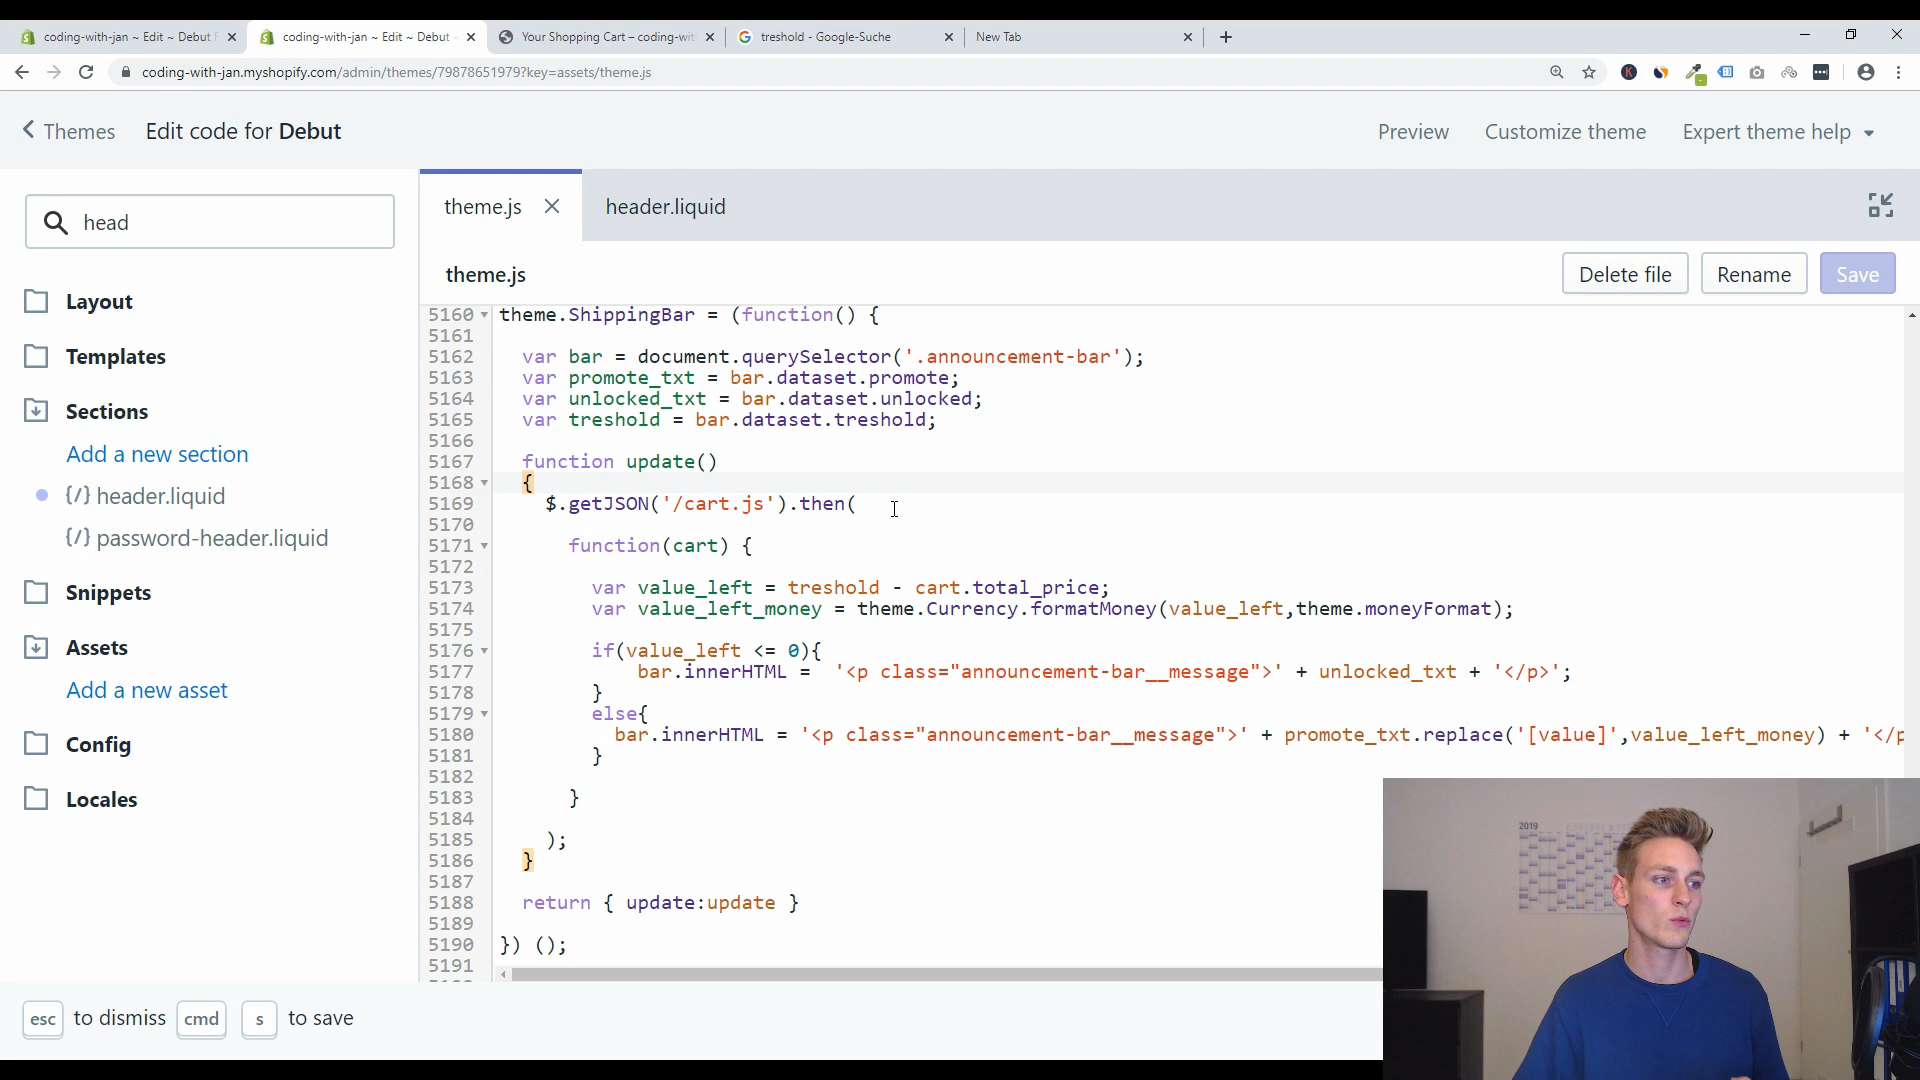 coding-with-jan ~ Edit ~ Debut
coding-with-jan ~ Edit ~ Debut
Your Shopping Cart – coding-wit
treshold - Google-Suche
New Tab
coding-with-jan.myshopify.com/admin/themes/79878651979?key=assets/theme.js
Themes
Edit code for Debut
Preview
Customize theme
Expert theme help
head
theme.js
header.liquid
theme.js
Delete file
Rename
Save
Layout
Templates
Sections
Add a new section
{/} header.liquid
{/} password-header.liquid
Snippets
Assets
Add a new asset
Config
Locales
5160 theme.ShippingBar = (function() {
5161
5162 var bar = document.querySelector('.announcement-bar');
5163 var promote_txt = bar.dataset.promote;
5164 var unlocked_txt = bar.dataset.unlocked;
5165 var treshold = bar.dataset.treshold;
5166
5167 function update()
5168 {
5169 $.getJSON('/cart.js').then(
5170
5171 function(cart) {
5172
5173 var value_left = treshold - cart.total_price;
5174 var value_left_money = theme.Currency.formatMoney(value_left,theme.moneyFormat);
5175
5176 if(value_left <= 0){
5177 bar.innerHTML = '<p class="announcement-bar__message">' + unlocked_txt + '</p>';
5178 }
5179 else{
5180 bar.innerHTML = '<p class="announcement-bar__message">' + promote_txt.replace('[value]',value_left_money) + '</p
5181 }
5182
5183 }
5184
5185 );
5186 }
5187
5188 return { update:update }
5189
5190 }) ();
5191
esc to dismiss cmd s to save
2019